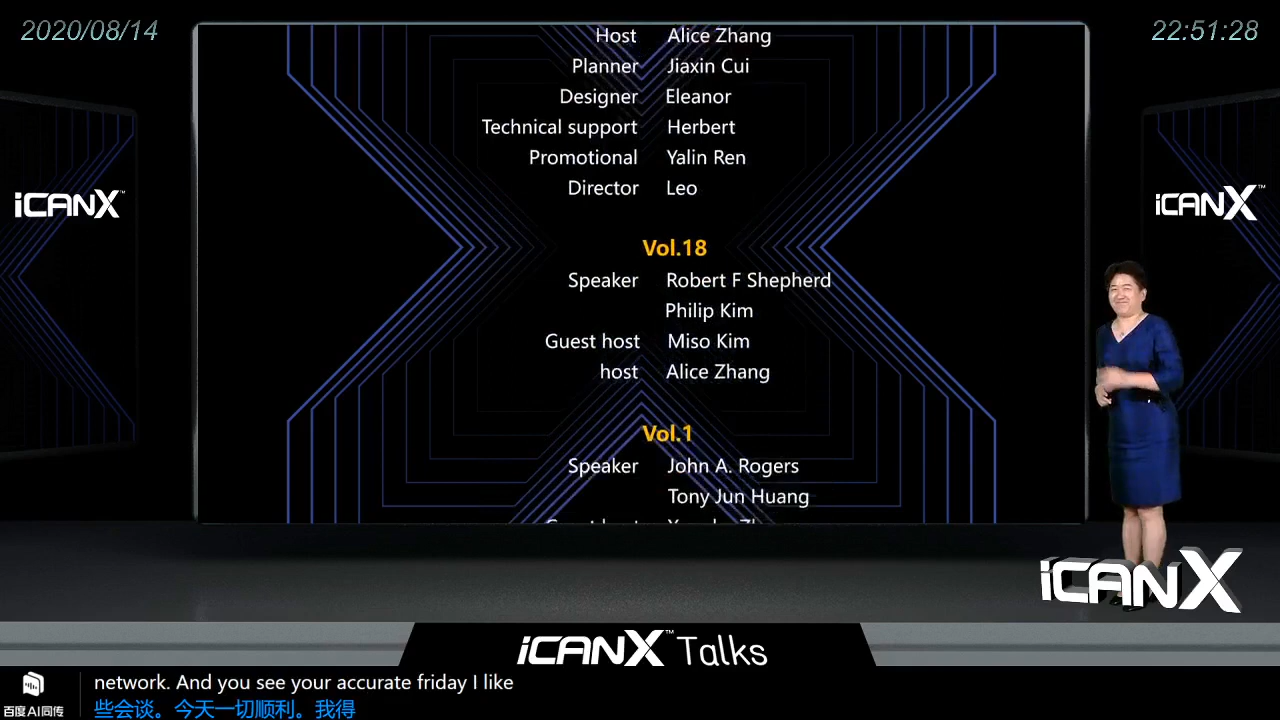 2020/08/14
22:51:28
Host Alice Zhang
Planner Jiaxin Cui
Designer Eleanor
Technical support Herbert
Promotional Yalin Ren
Director Leo
Vol.18
Speaker Robert F Shepherd
Philip Kim
Guest host Miso Kim
host Alice Zhang
Vol.1
Speaker John A. Rogers
Tony Jun Huang
iCANX™
iCANX™
iCANX
iCANX™ Talks
network. And you see your accurate friday I like
些会谈。今天一切顺利。我得
百度AI同传